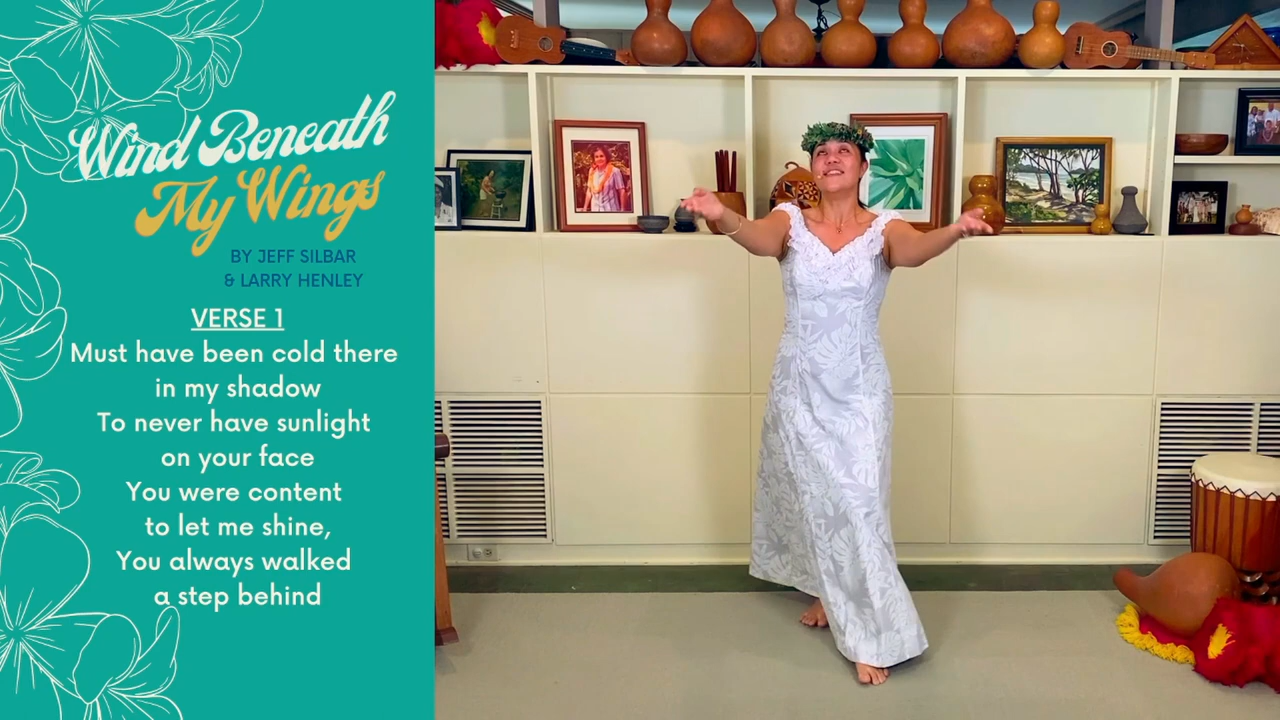 Wind Beneath
My Wings
BY JEFF SILBAR
& LARRY HENLEY
VERSE 1
Must have been cold there
in my shadow
To never have sunlight
on your face
You were content
to let me shine,
You always walked
a step behind